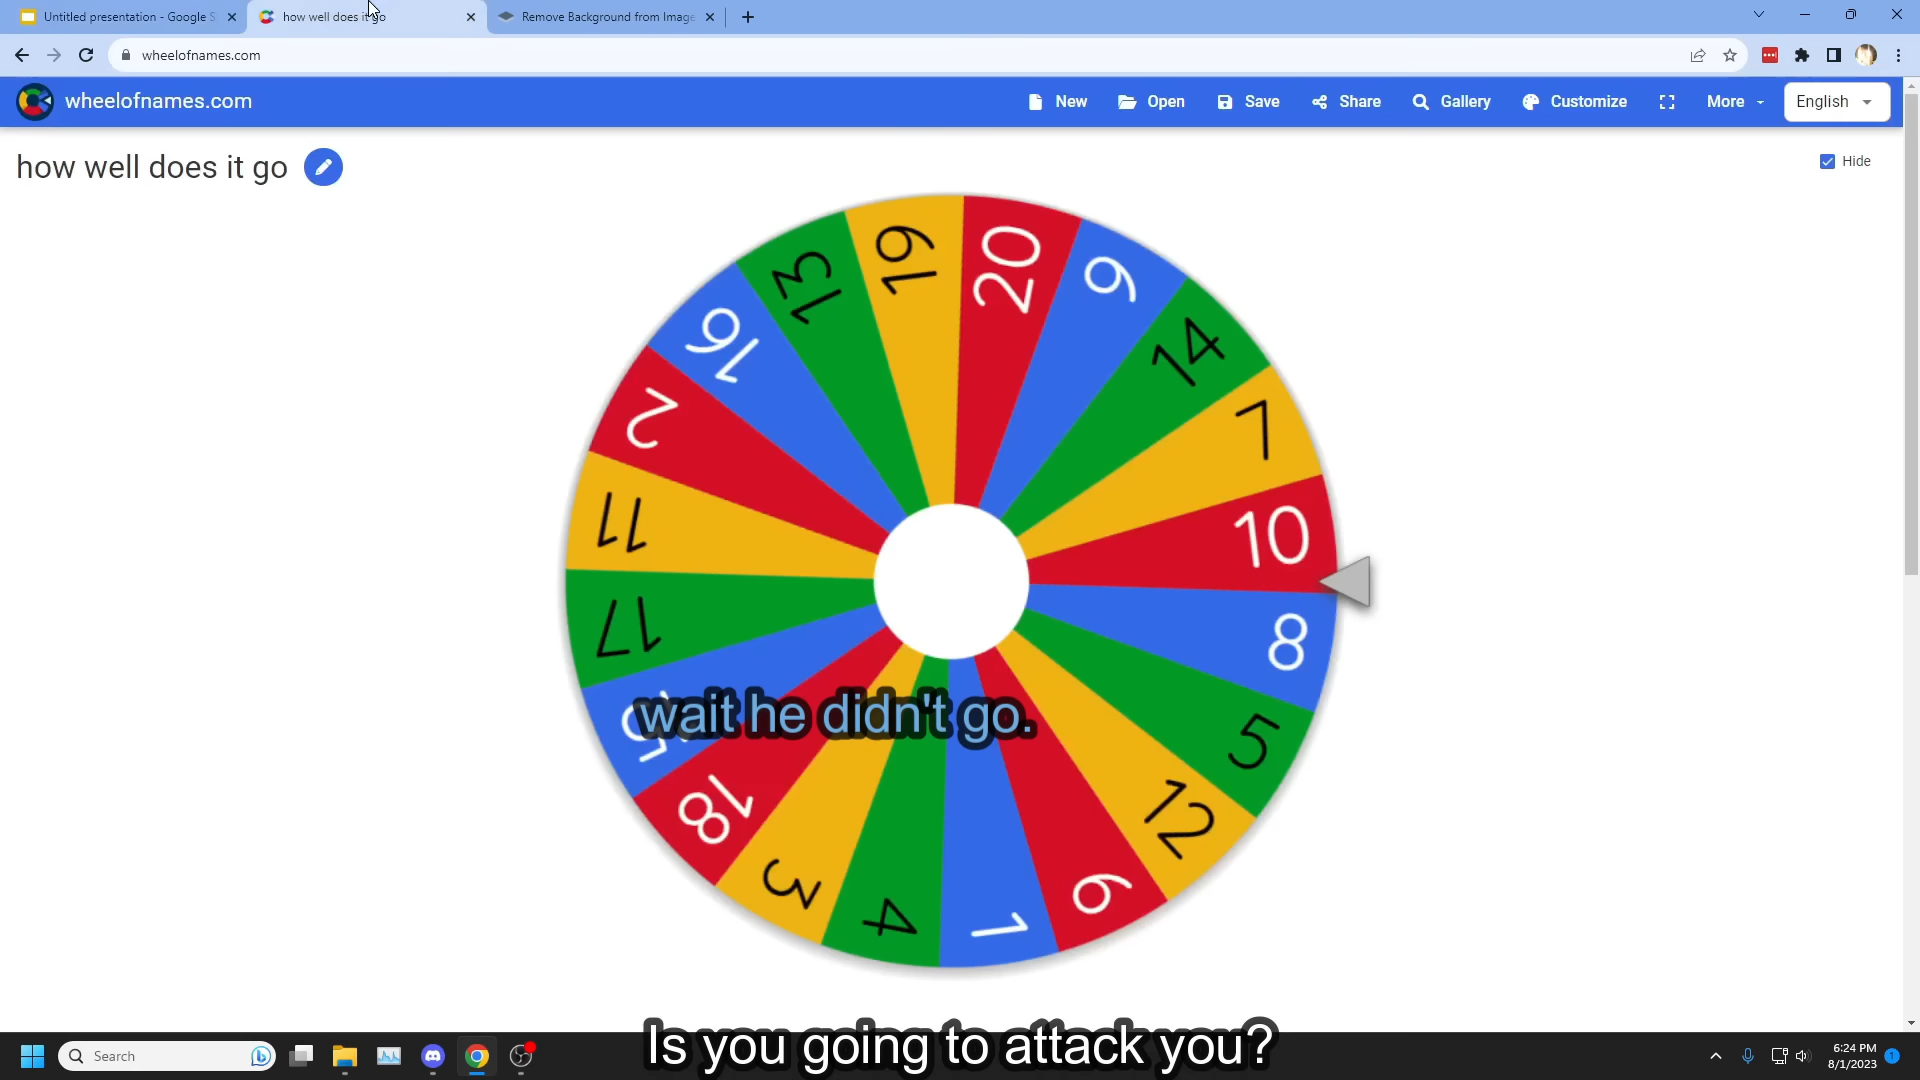 Untitled presentation - Google S
how well does it go
Remove Background from Image
wheelofnames.com
wheelofnames.com
New
Open
Save
Share
Gallery
Customize
More
English
how well does it go
Hide
20
9
14
7
10
8
5
12
6
1
4
3
18
15
17
11
2
16
13
19
wait he didn't go.
Is you going to attack you?
Search
6:24 PM
8/1/2023
1